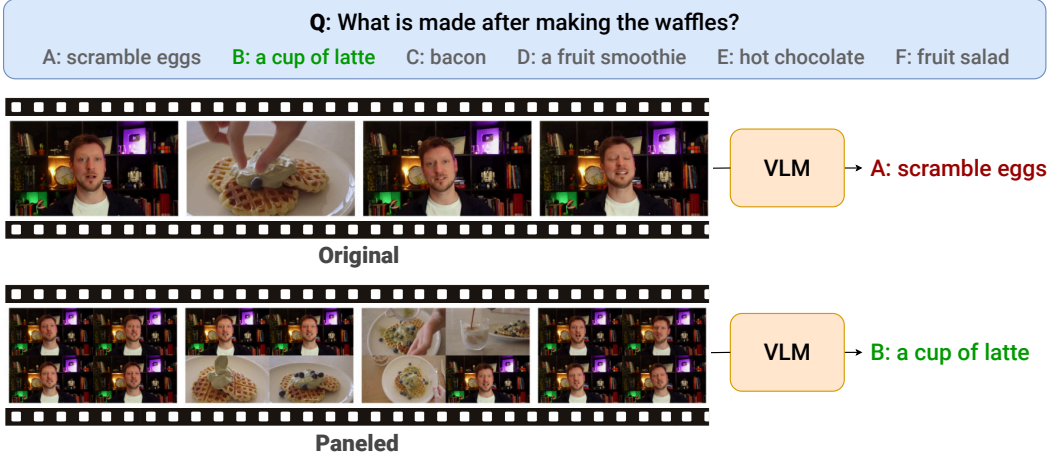 Q: What is made after making the waffles?
A: scramble eggs B: a cup of latte C: bacon D: a fruit smoothie E: hot chocolate F: fruit salad
VLM
A: scramble eggs
Original
VLM
B: a cup of latte
Paneled